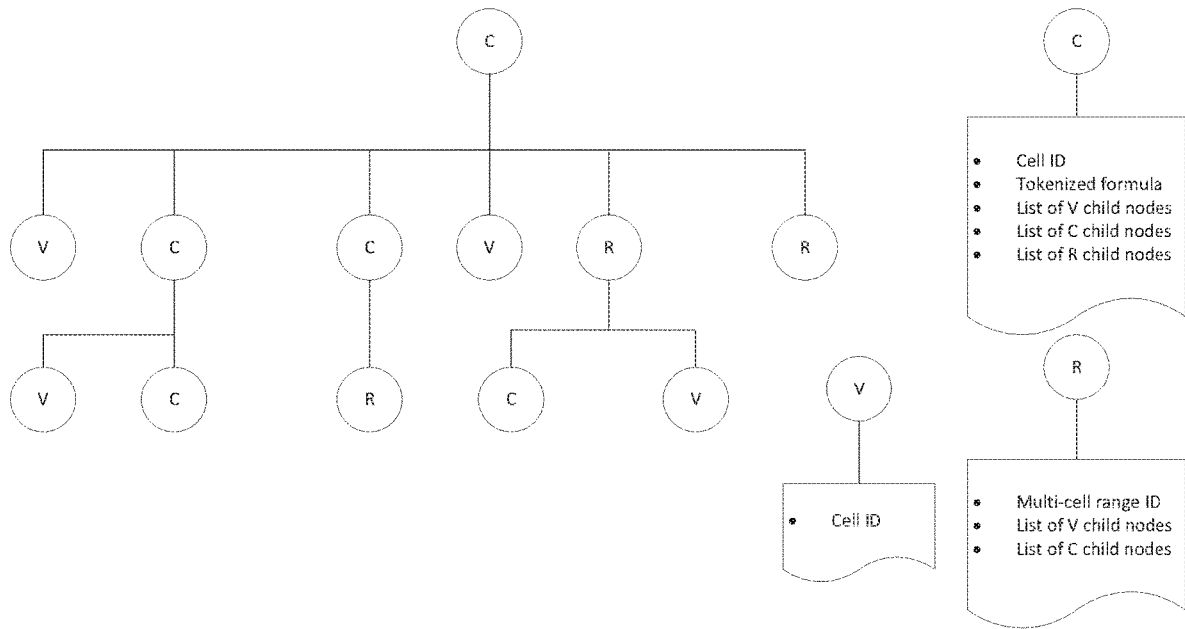 C
C
V
C
C
V
R
R
• Cell ID
• Tokenized formula
• List of V child nodes
• List of C child nodes
• List of R child nodes
V
C
R
C
V
V
R
• Cell ID
• Multi-cell range ID
• List of V child nodes
• List of C child nodes